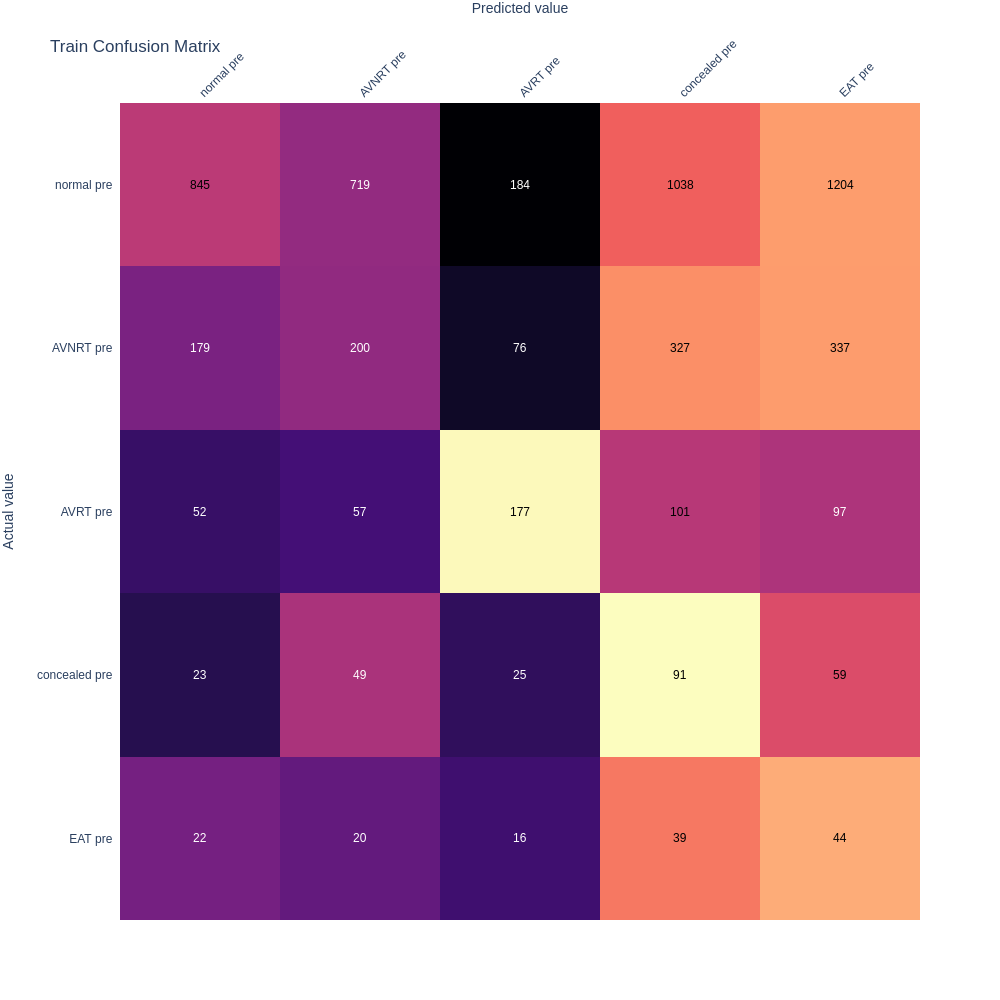 Predicted value
Train Confusion Matrix
normal pre AVNRT pre AVRT pre concealed pre EAT pre
normal pre 845 719 184 1038 1204
AVNRT pre 179 200 76 327 337
Actual value
AVRT pre 52 57 177 101 97
concealed pre 23 49 25 91 59
EAT pre 22 20 16 39 44